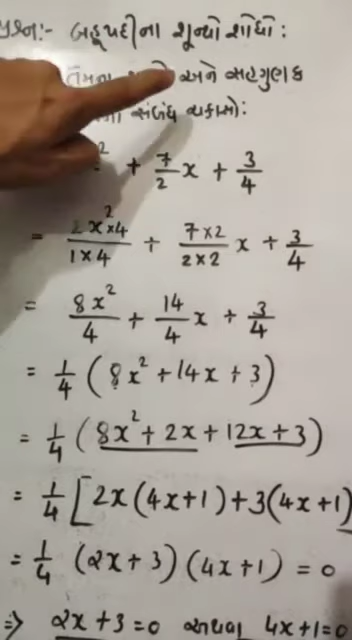 પ્રશ્ન:- બહુપદીના શૂન્યો શોધો:
તેમના અને સહગુણક
સંબંધ ચકાસો:
² + 7/2 x + 3/4
= 2x²×4/1×4 + 7×2/2×2 x + 3/4
= 8x²/4 + 14/4 x + 3/4
= 1/4 (8x² + 14x + 3)
= 1/4 (8x² + 2x + 12x + 3)
= 1/4 [2x(4x+1) + 3(4x+1)
= 1/4 (2x+3)(4x+1) = 0
⇒ 2x+3=0 અથવા 4x+1=0